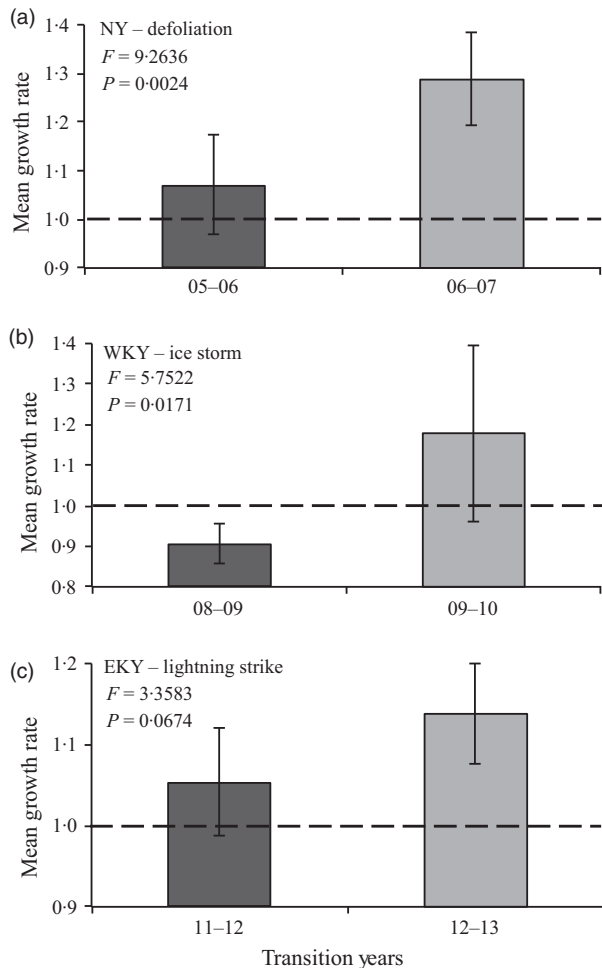 (a)
NY – defoliation
F = 9·2636
P = 0·0024
Mean growth rate
1·4
1·3
1·2
1·1
1·0
0·9
05–06 06–07
(b)
WKY – ice storm
F = 5·7522
P = 0·0171
Mean growth rate
1·4
1·3
1·2
1·1
1·0
0·9
0·8
08–09 09–10
(c)
EKY – lightning strike
F = 3·3583
P = 0·0674
Mean growth rate
1·2
1·1
1·0
0·9
11–12 12–13
Transition years